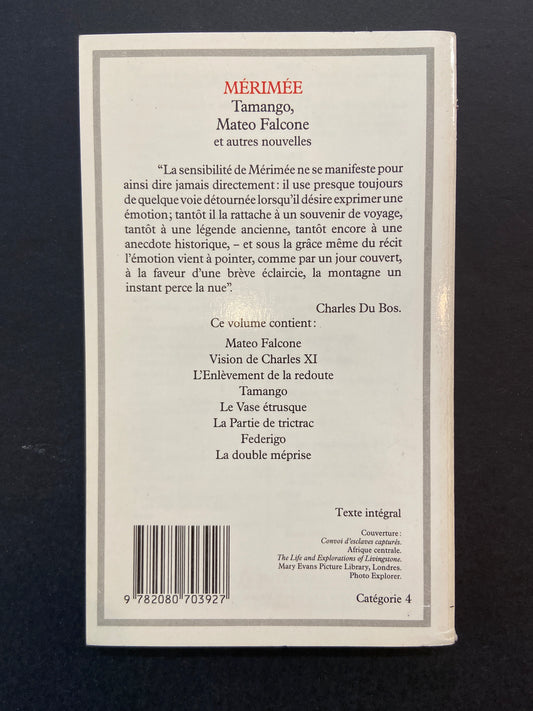 MÉRIMÉE
Tamango,
Mateo Falcone
et autres nouvelles
“La sensibilité de Mérimée ne se manifeste pour
ainsi dire jamais directement : il use presque toujours
de quelque voie détournée lorsqu’il désire exprimer une
émotion ; tantôt il la rattache à un souvenir de voyage,
tantôt à une légende ancienne, tantôt encore à une
anecdote historique, – et sous la grâce même du récit
l’émotion vient à pointer, comme par un jour couvert,
à la faveur d’une brève éclaircie, la montagne un
instant perce la nue”.
Charles Du Bos.
Ce volume contient :
Mateo Falcone
Vision de Charles XI
L’Enlèvement de la redoute
Tamango
Le Vase étrusque
La Partie de trictrac
Federigo
La double méprise
Texte intégral
Couverture :
Convoi d’esclaves capturés.
Afrique centrale.
The Life and Explorations of Livingstone.
Mary Evans Picture Library, Londres.
Photo Explorer.
9 782080 703927
Catégorie 4